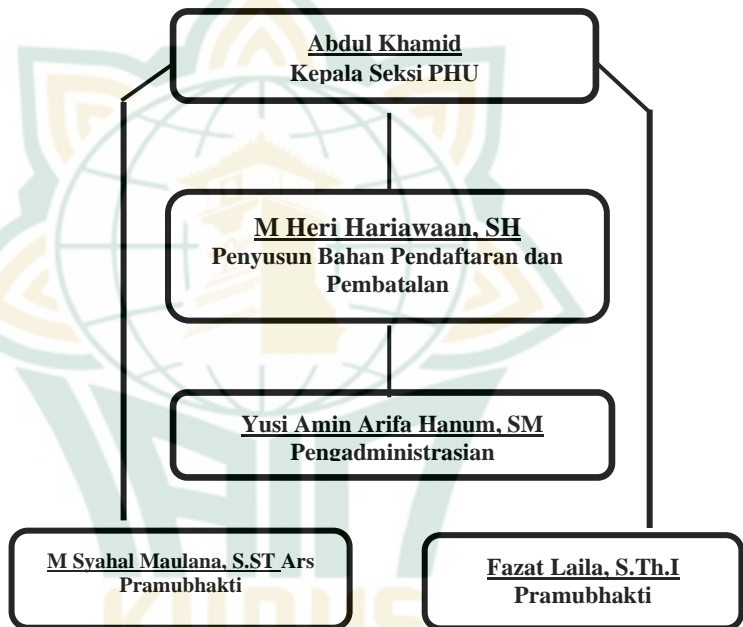 Abdul Khamid
Kepala Seksi PHU
M Heri Hariawaan, SH
Penyusun Bahan Pendaftaran dan
Pembatalan
Yusi Amin Arifa Hanum, SM
Pengadministrasian
M Syahal Maulana, S.ST Ars
Pramubhakti
Fazat Laila, S.Th.I
Pramubhakti
KUDUS